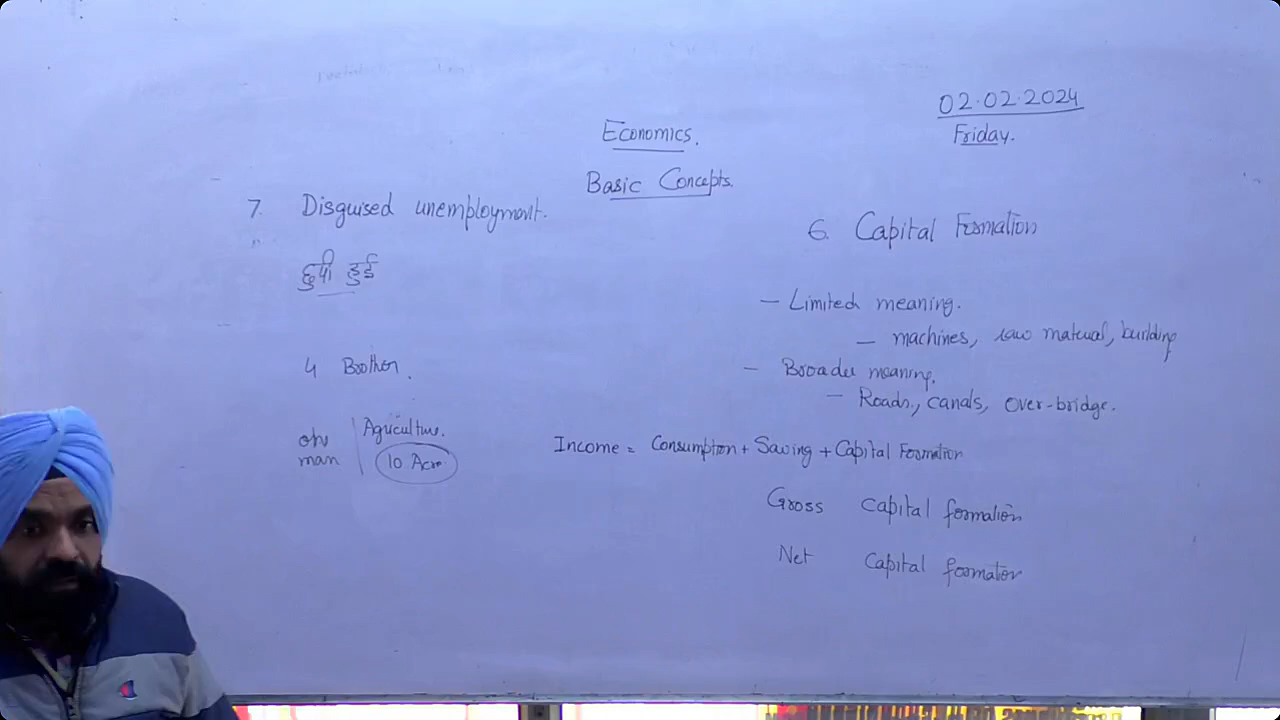 02.02.2024
Friday.
Economics.
Basic Concepts.
7. Disguised unemployment.
छुपी हुई
4 Brother.
one man
Agriculture.
10 Acre
6. Capital Formation
— Limited meaning.
— machines, raw material, building
— Broader meaning.
— Roads, canals, over-bridge.
Income = Consumption + Saving + Capital Formation
Gross Capital formation
Net Capital formation